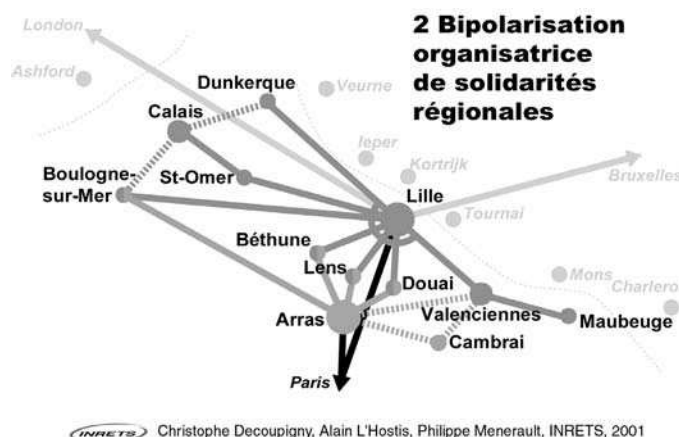 2 Bipolarisation
organisatrice
de solidarités
régionales
London
Ashford
Dunkerque
Veurne
Calais
Ieper
Kortrijk
Boulogne-
sur-Mer
St-Omer
Lille
Bruxelles
Tournai
Béthune
Lens
Douai
Mons
Charlero
Arras
Valenciennes
Maubeuge
Cambrai
Paris
INRETS Christophe Decoupigny, Alain L'Hostis, Philippe Menerault, INRETS, 2001